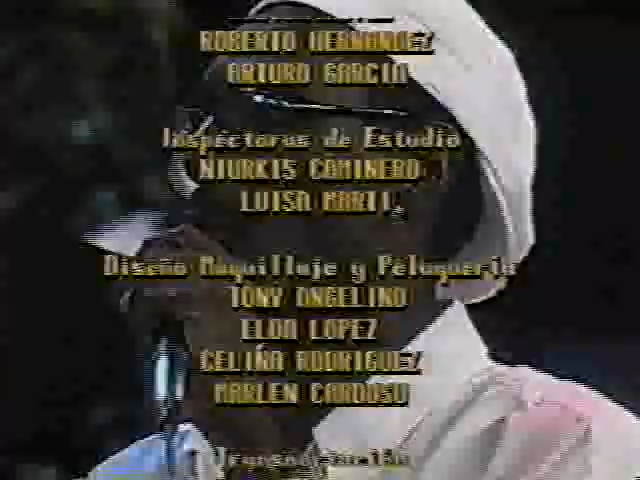 ROBERTO HERNANDEZ
ARTURO GARCIA
Inspectoras de Estudio
NIURKIS CAMINERO
LUISA MARTI
Diseño Maquillaje y Peluquería
TONY ANGELINO
ELDA LOPEZ
CELIÑA RODRIGUEZ
MARLEN CARDOSO